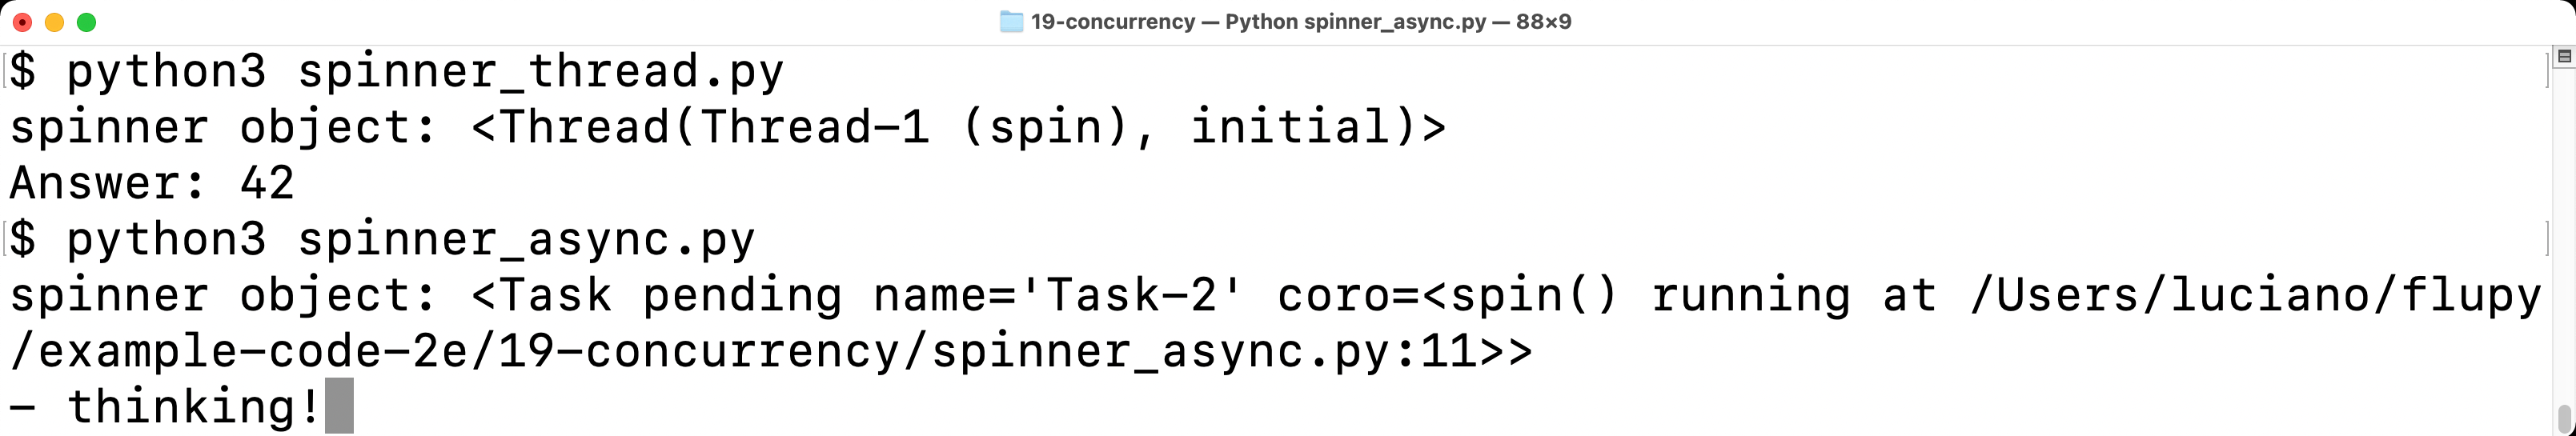 19-concurrency — Python spinner_async.py — 88×9
$ python3 spinner_thread.py
spinner object: <Thread(Thread-1 (spin), initial)>
Answer: 42
$ python3 spinner_async.py
spinner object: <Task pending name='Task-2' coro=<spin() running at /Users/luciano/flupy
/example-code-2e/19-concurrency/spinner_async.py:11>>
- thinking!